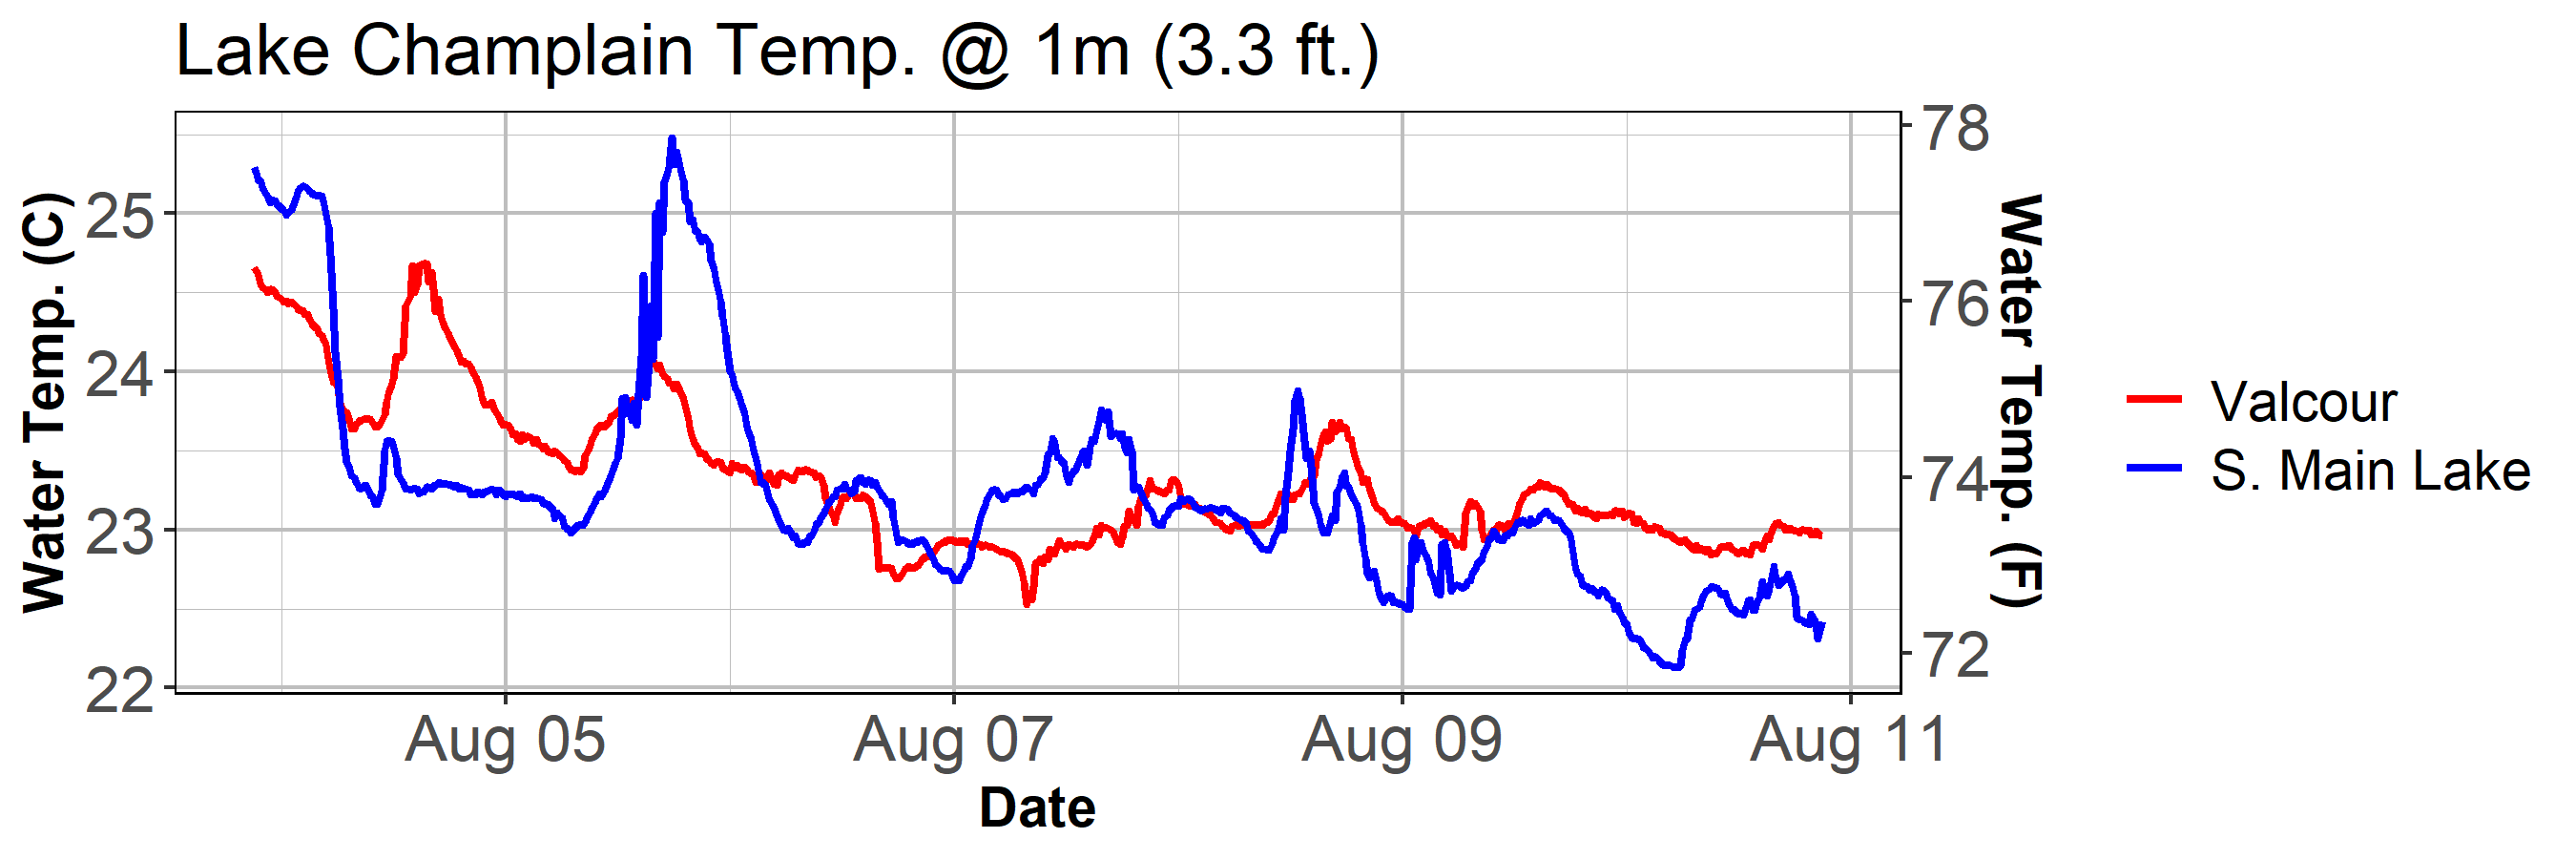 Lake Champlain Temp. @ 1m (3.3 ft.)
Water Temp. (C)
25
24
23
22
78
76
74
72
Water Temp. (F)
Aug 05
Aug 07
Aug 09
Aug 11
Date
Valcour
S. Main Lake